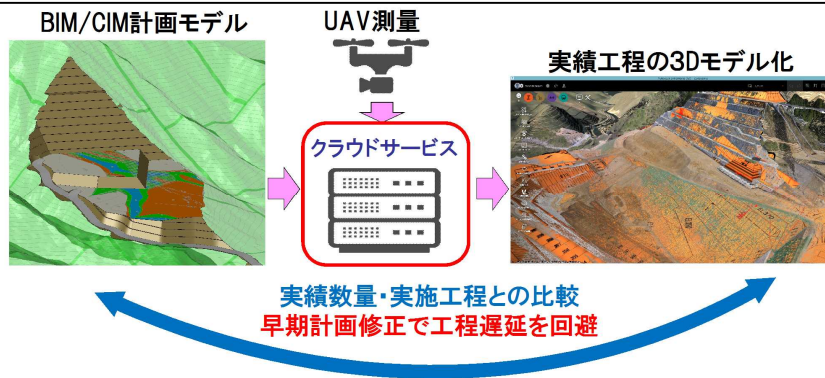 BIM/CIM計画モデル
UAV測量
実績工程の3Dモデル化
クラウドサービス
実績数量・実施工程との比較
早期計画修正で工程遅延を回避